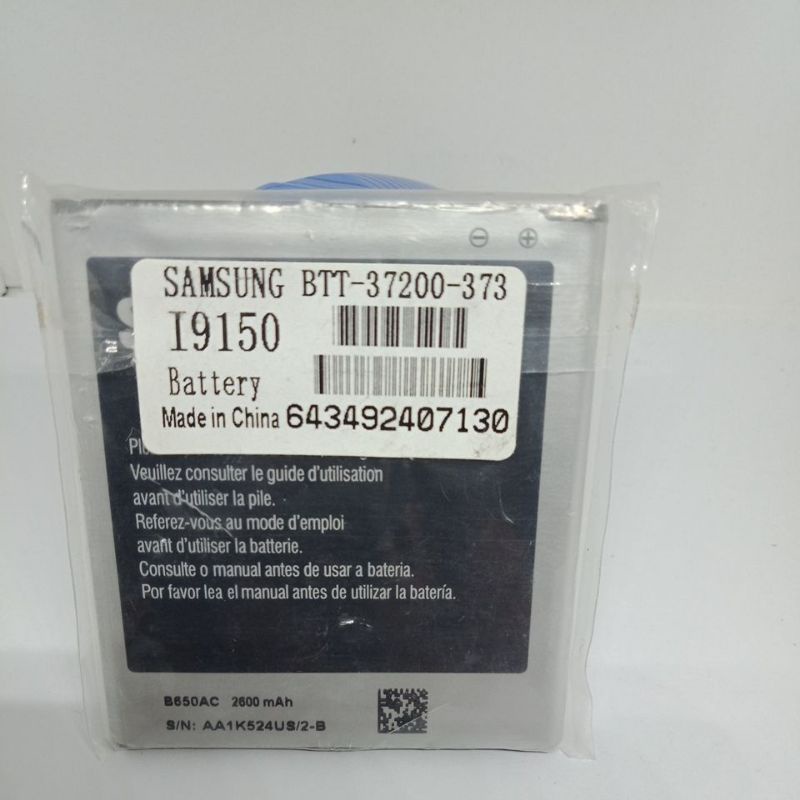 SAMSUNG BTT-37200-373
I9150
Battery
Made in China 643492407130
Veuillez consulter le guide d'utilisation
avant d'utiliser la pile.
Referez-vous au mode d'emploi
avant d'utiliser la batterie.
Consulte o manual antes de usar a bateria.
Por favor lea el manual antes de utilizar la batería.
B650AC 2600 mAh
S/N: AA1K524US/2-B